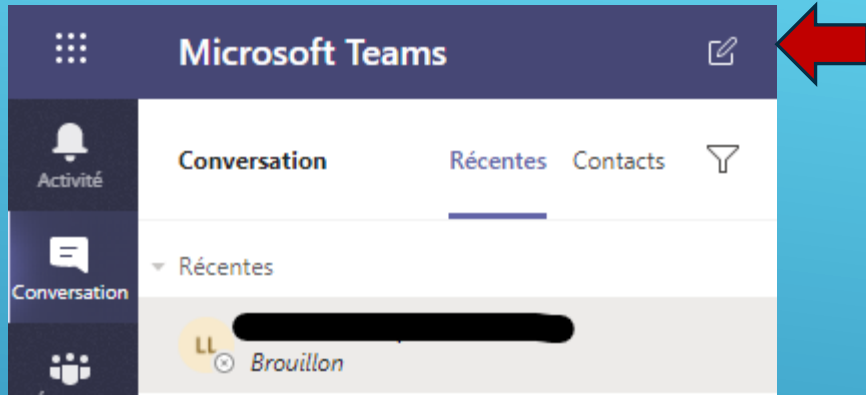 Microsoft Teams
Activité
Conversation Récentes Contacts
Récentes
Conversation
LL
Brouillon